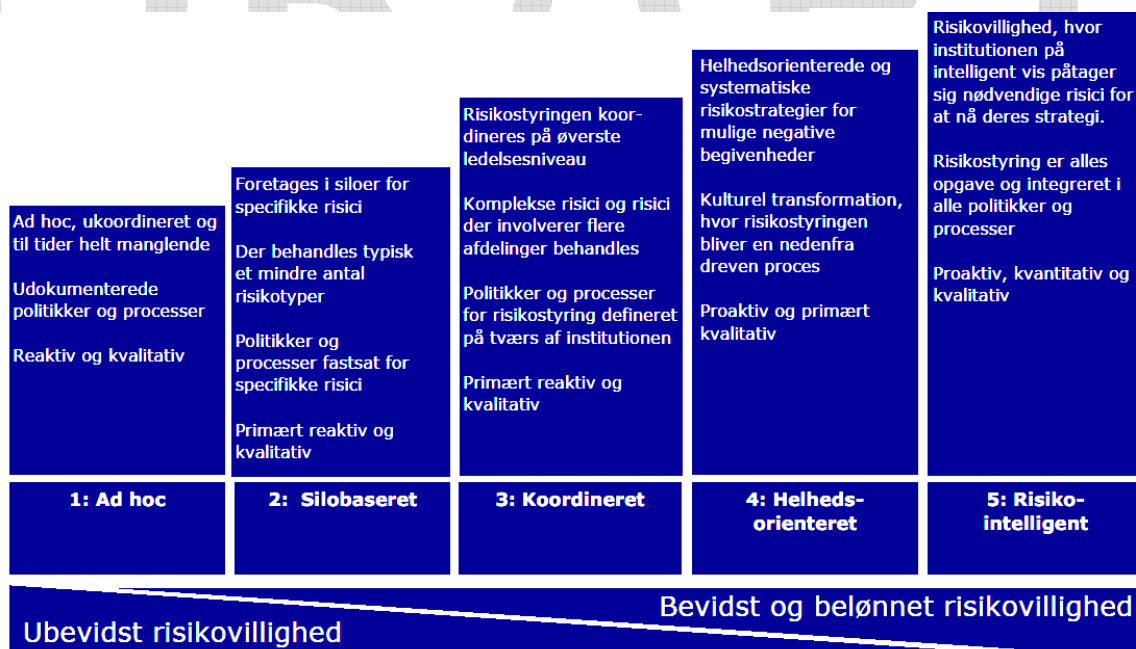 Ad hoc, ukoordineret og
til tider helt manglende
Udokumenterede
politikker og processer
Reaktiv og kvalitativ
Foretages i siloer for
specifikke risici
Der behandles typisk
et mindre antal
risikotyper
Politikker og
processer fastsat for
specifikke risici
Primært reaktiv og
kvalitativ
Risikostyringen koor-
dineres på øverste
ledelsesniveau
Komplekse risici og risici
der involverer flere
afdelinger behandles
Politikker og processer
for risikostyring defineret
på tværs af institutionen
Primært reaktiv og
kvalitativ
Helhedsorienterede og
systematiske
risikostrategier for
mulige negative
begivenheder
Kulturel transformation,
hvor risikostyringen
bliver en nedenfra
dreven proces
Proaktiv og primært
kvalitativ
Risikovillighed, hvor
institutionen på
intelligent vis påtager
sig nødvendige risici for
at nå deres strategi.
Risikostyring er alles
opgave og integreret i
alle politikker og
processer
Proaktiv, kvantitativ og
kvalitativ
1: Ad hoc
2: Silobaseret
3: Koordineret
4: Helheds-
orienteret
5: Risiko-
intelligent
Bevidst og belønnet risikovillighed
Ubevidst risikovillighed